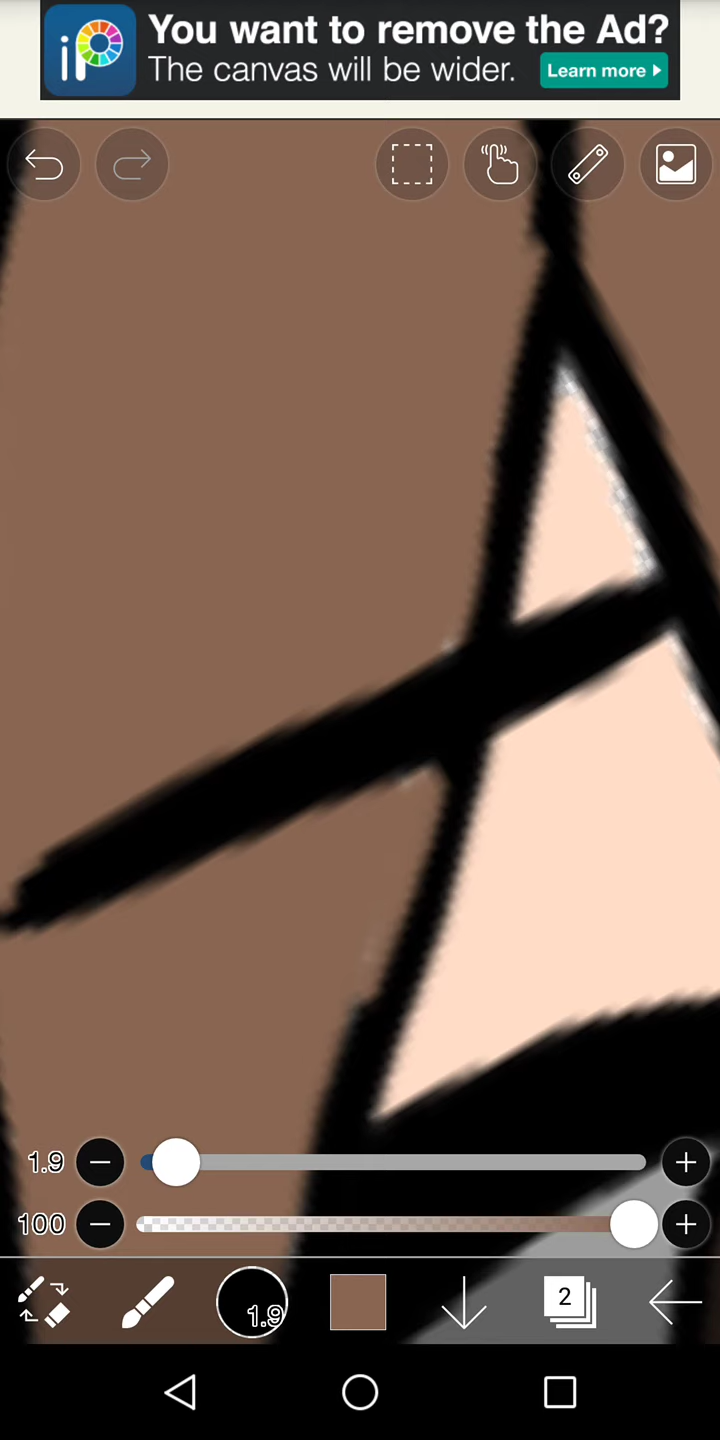 iP
You want to remove the Ad?
The canvas will be wider.
Learn more
1.9
100
1.9
2